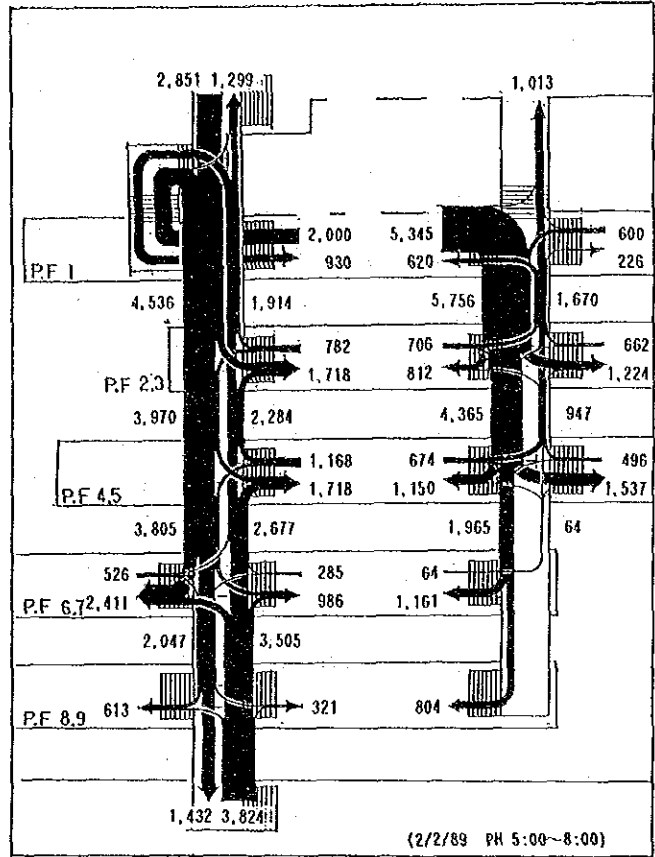 2,851 1,299 1,013
2,000 5,345 600
930 620 226
P.F 1
4,536 1,914 5,756 1,670
782 706 662
P.F 2,3 1,718 812 1,224
3,970 2,284 4,365 947
1,168 674 496
P.F 4,5 1,718 1,150 1,537
3,805 2,677 1,965 64
526 285 64
P.F 6,7 2,411 986 1,161
2,047 3,505
P.F 8,9 613 321 804
1,432 3,824
(2/2/89 PM 5:00~8:00)